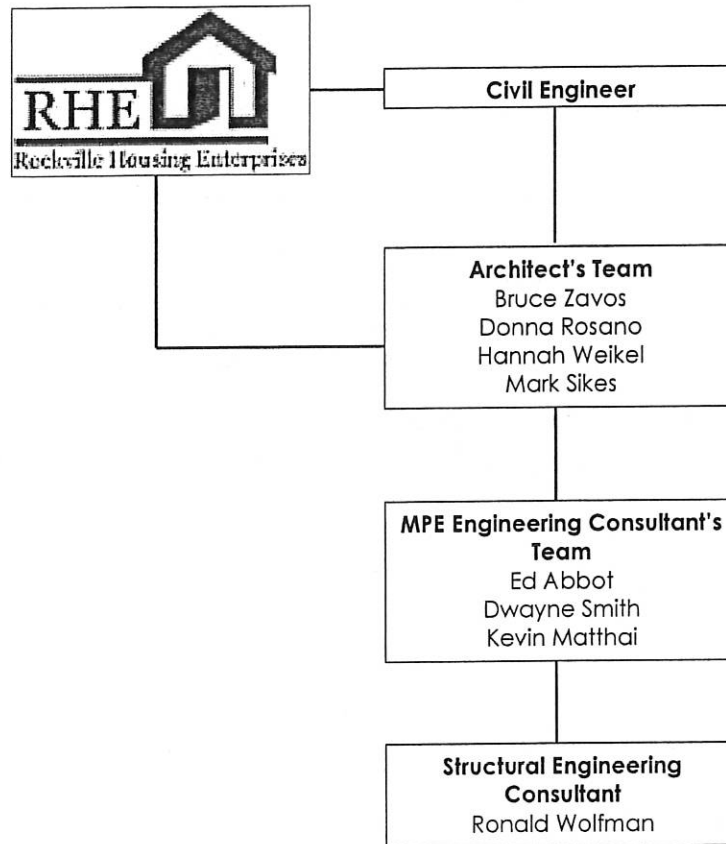 RHE
Rockville Housing Enterprises
Civil Engineer
Architect's Team
Bruce Zavos
Donna Rosano
Hannah Weikel
Mark Sikes
MPE Engineering Consultant's
Team
Ed Abbot
Dwayne Smith
Kevin Matthai
Structural Engineering
Consultant
Ronald Wolfman